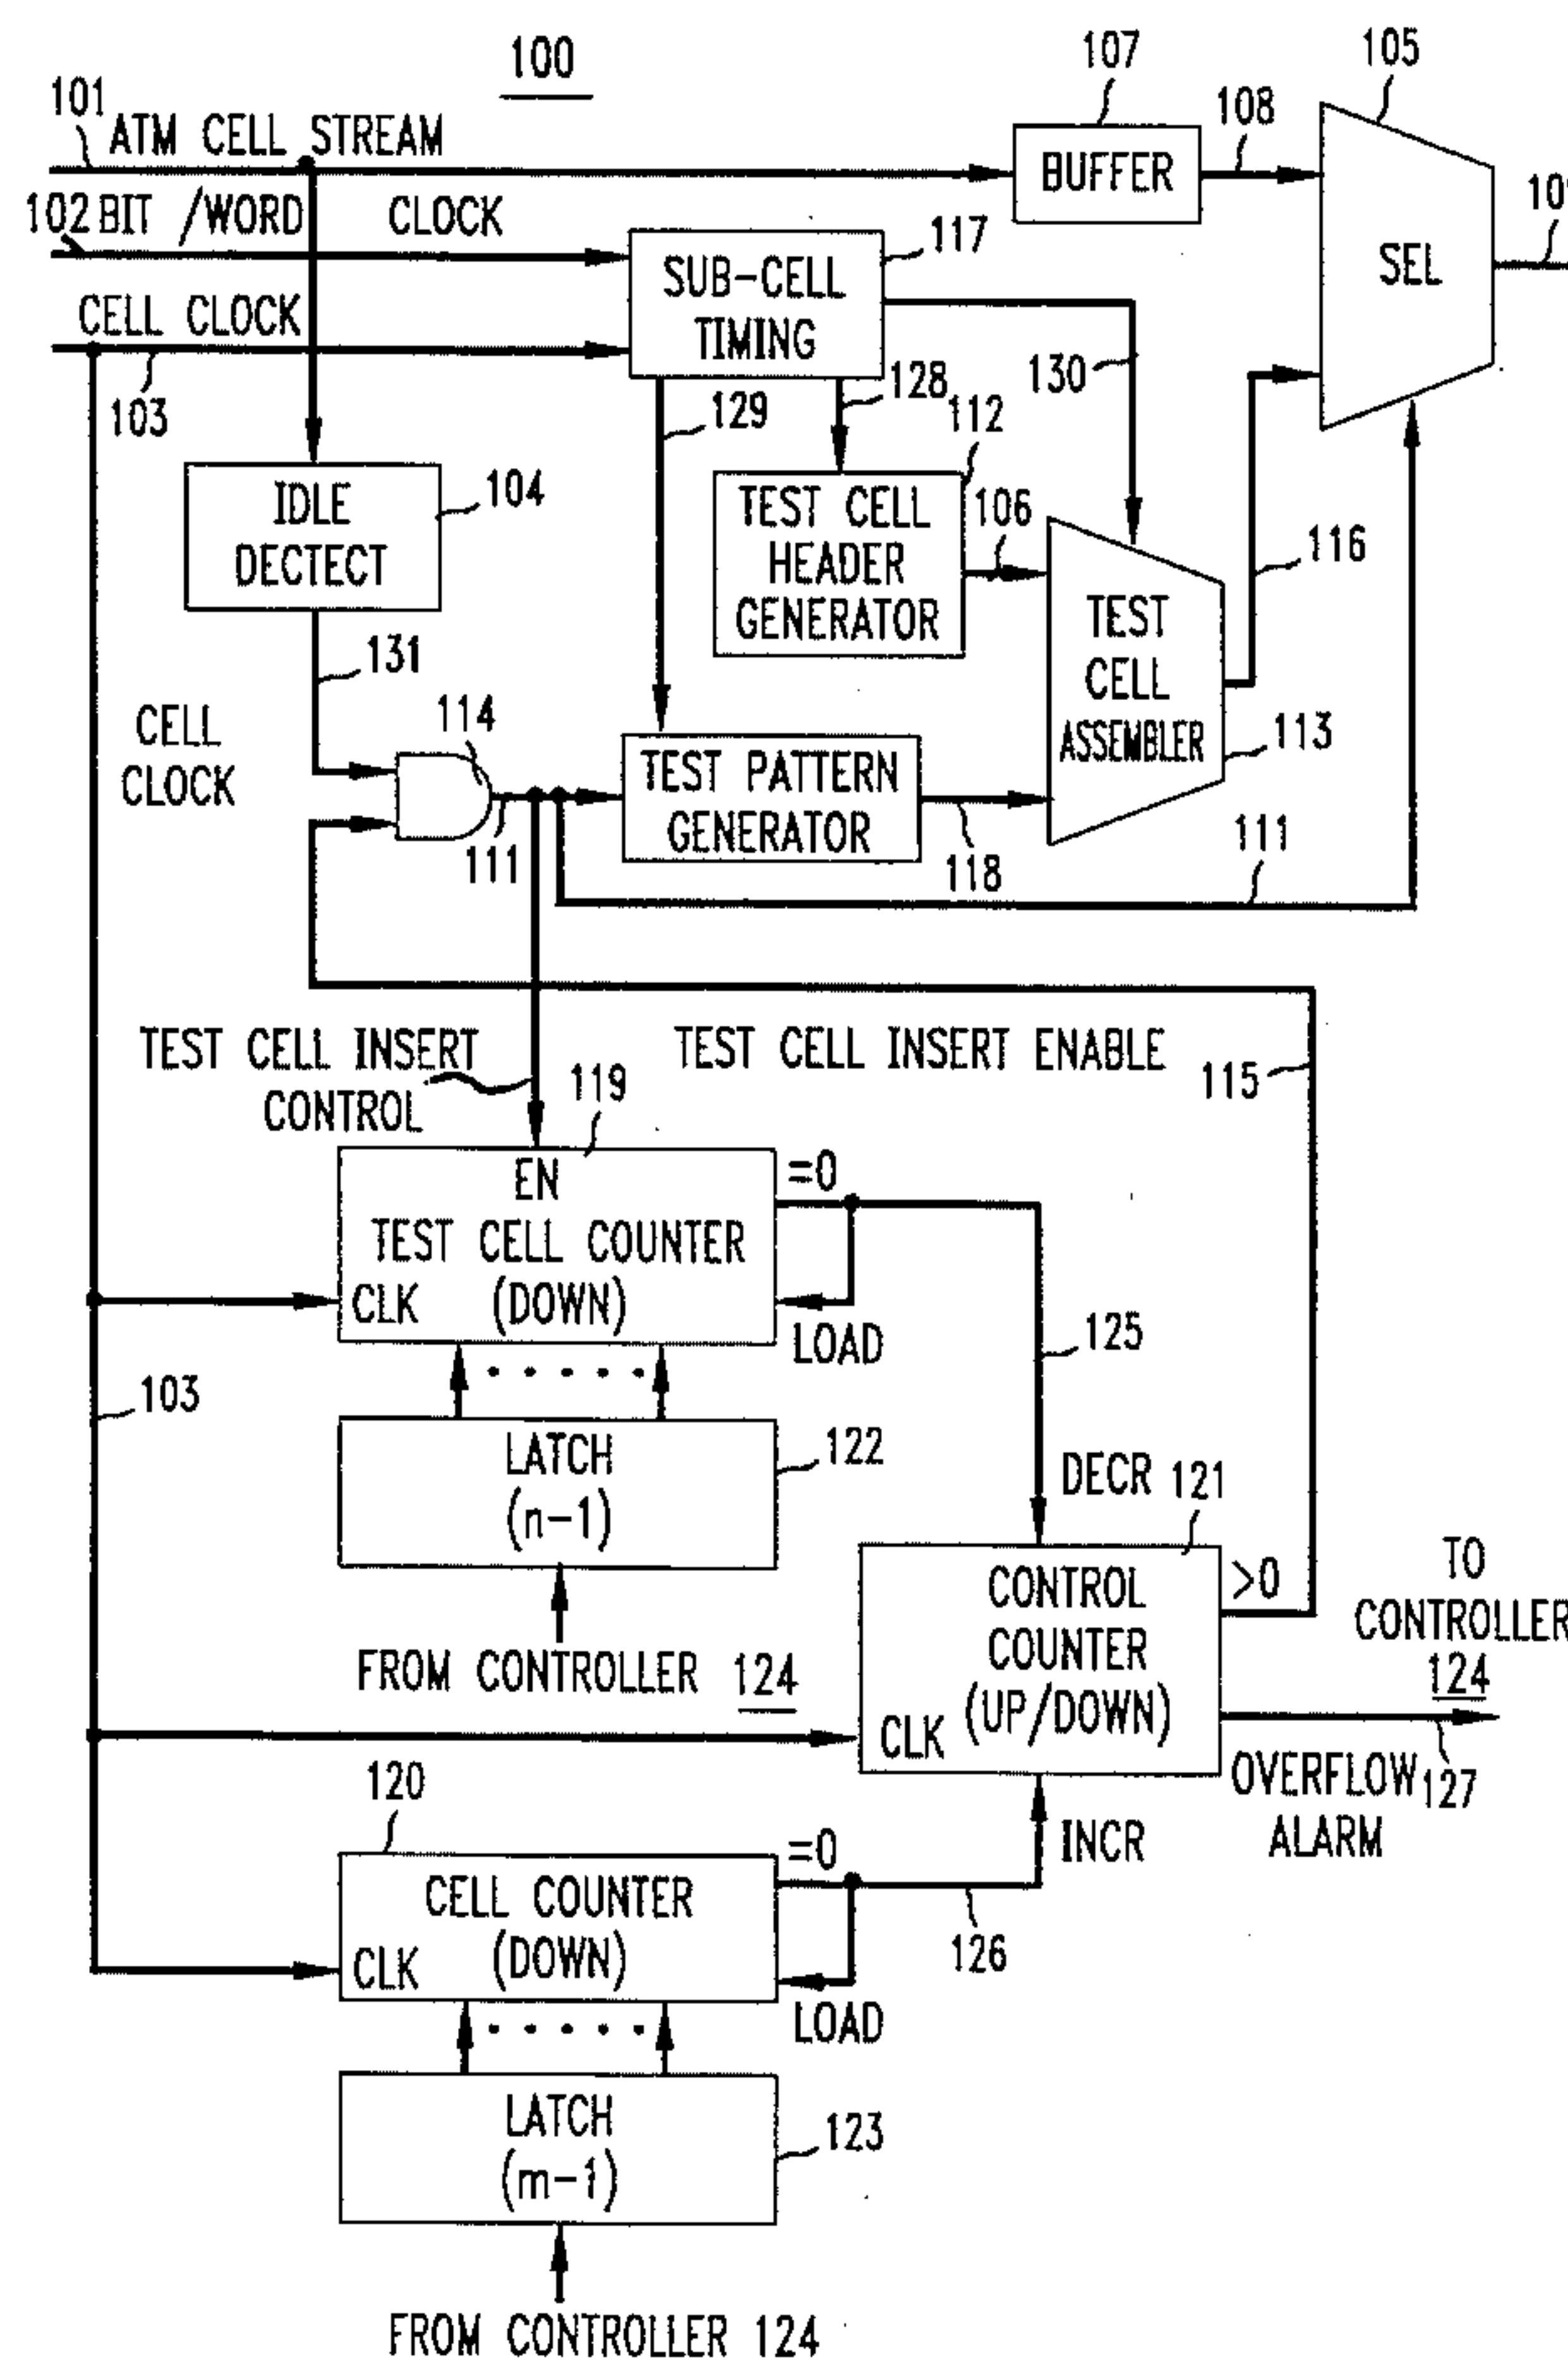 100
101
ATM CELL STREAM
102 BIT /WORD CLOCK
CELL CLOCK
103
107
BUFFER
108
105
SEL
117
SUB-CELL
TIMING
130
129
128
112
IDLE
DECTECT
104
TEST CELL
HEADER
GENERATOR
106
TEST
CELL
ASSEMBLER
116
113
131
CELL
CLOCK
114
111
TEST PATTERN
GENERATOR
118
111
TEST CELL INSERT
CONTROL
TEST CELL INSERT ENABLE
115
119
EN
TEST CELL COUNTER
(DOWN)
CLK
=0
LOAD
125
103
LATCH
(n-1)
122
FROM CONTROLLER 124
DECR
121
CONTROL
COUNTER
(UP/DOWN)
CLK
>0
TO
CONTROLLER
124
OVERFLOW
ALARM
127
INCR
120
CELL COUNTER
(DOWN)
CLK
=0
LOAD
126
LATCH
(m-1)
123
FROM CONTROLLER 124